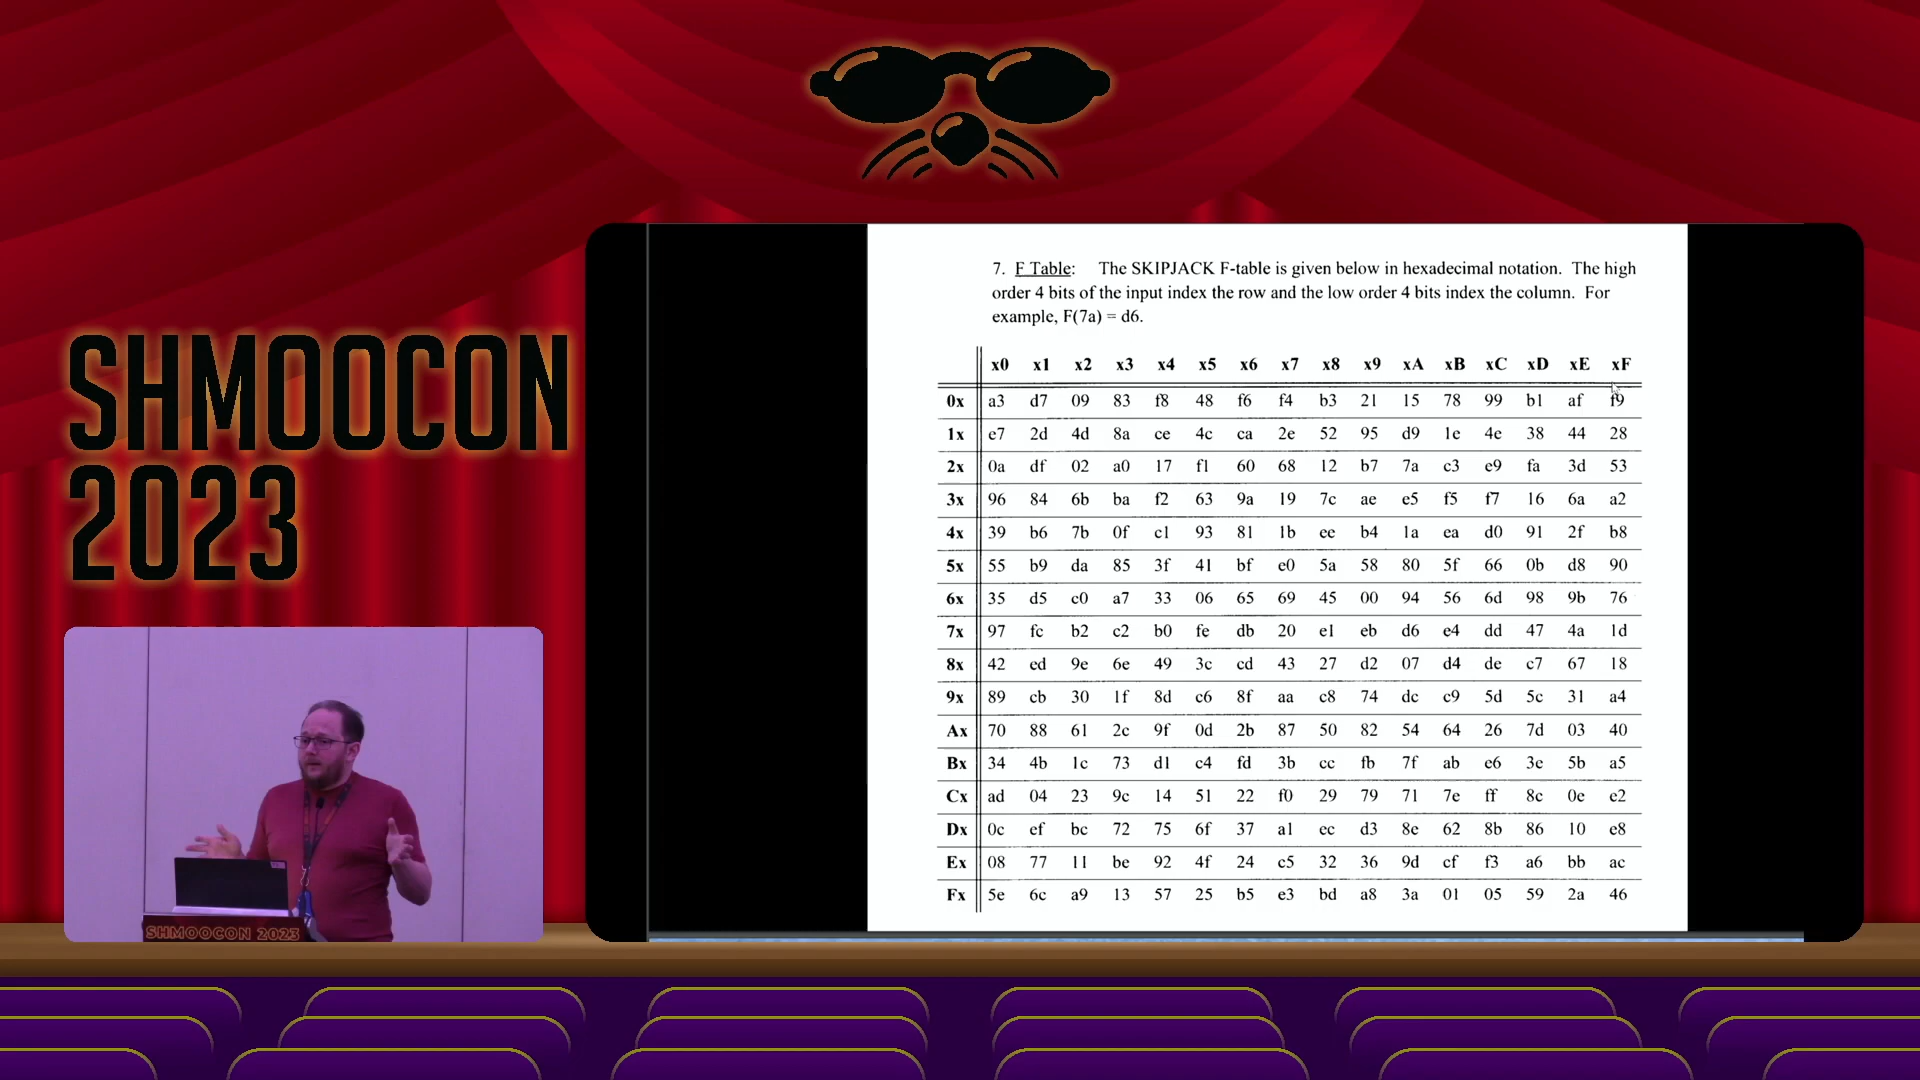 SHMOOCON
2023
SHMOOCON 2023
7. F Table: The SKIPJACK F-table is given below in hexadecimal notation. The high
order 4 bits of the input index the row and the low order 4 bits index the column. For
example, F(7a) = d6.
x0 x1 x2 x3 x4 x5 x6 x7 x8 x9 xA xB xC xD xE xF
0x a3 d7 09 83 f8 48 f6 f4 b3 21 15 78 99 b1 af f9
1x e7 2d 4d 8a ce 4c ca 2e 52 95 d9 1e 4e 38 44 28
2x 0a df 02 a0 17 f1 60 68 12 b7 7a c3 e9 fa 3d 53
3x 96 84 6b ba f2 63 9a 19 7c ae e5 f5 f7 16 6a a2
4x 39 b6 7b 0f c1 93 81 1b ee b4 1a ea d0 91 2f b8
5x 55 b9 da 85 3f 41 bf e0 5a 58 80 5f 66 0b d8 90
6x 35 d5 c0 a7 33 06 65 69 45 00 94 56 6d 98 9b 76
7x 97 fc b2 c2 b0 fe db 20 e1 eb d6 e4 dd 47 4a 1d
8x 42 ed 9e 6e 49 3c cd 43 27 d2 07 d4 de c7 67 18
9x 89 cb 30 1f 8d c6 8f aa c8 74 dc c9 5d 5c 31 a4
Ax 70 88 61 2c 9f 0d 2b 87 50 82 54 64 26 7d 03 40
Bx 34 4b 1c 73 d1 c4 fd 3b cc fb 7f ab e6 3e 5b a5
Cx ad 04 23 9c 14 51 22 f0 29 79 71 7e ff 8c 0e e2
Dx 0c ef bc 72 75 6f 37 a1 ec d3 8e 62 8b 86 10 e8
Ex 08 77 11 be 92 4f 24 c5 32 36 9d cf f3 a6 bb ac
Fx 5e 6c a9 13 57 25 b5 e3 bd a8 3a 01 05 59 2a 46